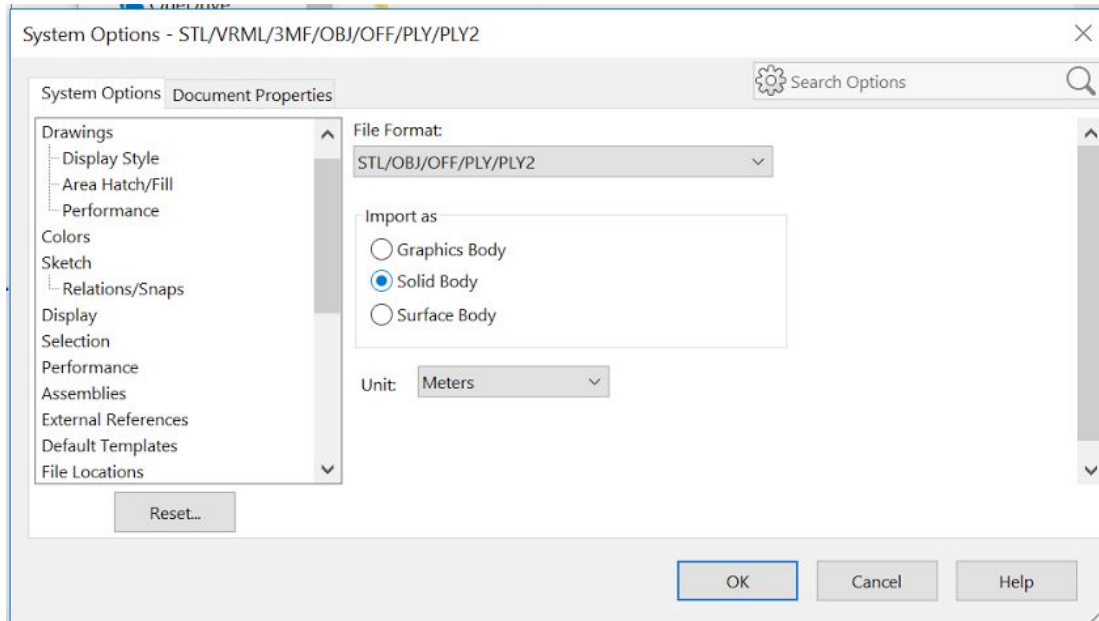 OneDrive
System Options - STL/VRML/3MF/OBJ/OFF/PLY/PLY2
Search Options
System Options
Document Properties
Drawings
Display Style
Area Hatch/Fill
Performance
Colors
Sketch
Relations/Snaps
Display
Selection
Performance
Assemblies
External References
Default Templates
File Locations
Reset...
File Format:
STL/OBJ/OFF/PLY/PLY2
Import as
Graphics Body
Solid Body
Surface Body
Unit: Meters
OK
Cancel
Help